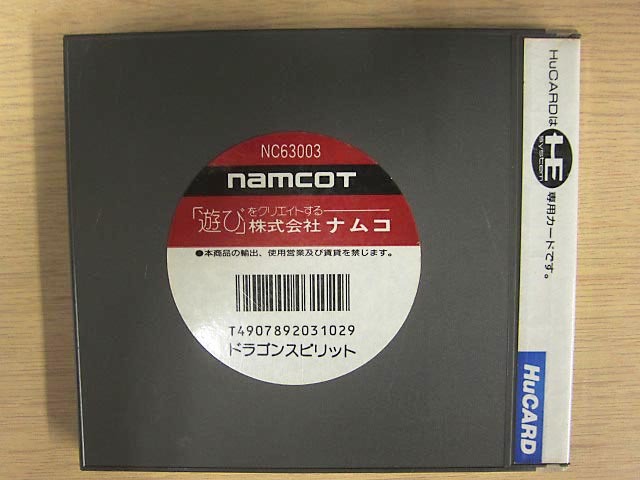 NC63003
namcot
「遊び」をクリエイトする
株式会社 ナムコ
●本商品の輸出、使用営業及び賃貸を禁じます。
T4907892031029
ドラゴンスピリット
HuCARDは HE SYSTEM 専用カードです。
HuCARD